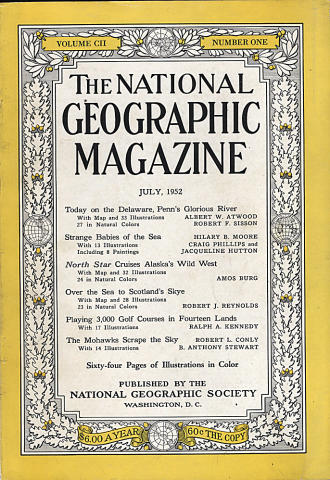 VOLUME CII NUMBER ONE
THE NATIONAL
GEOGRAPHIC
MAGAZINE
JULY, 1952
Today on the Delaware, Penn's Glorious River
With Map and 33 Illustrations ALBERT W. ATWOOD
27 in Natural Colors ROBERT F. SISSON
Strange Babies of the Sea HILARY B. MOORE
With 13 Illustrations CRAIG PHILLIPS and
Including 8 Paintings JACQUELINE HUTTON
North Star Cruises Alaska's Wild West
With Map and 32 Illustrations
24 in Natural Colors AMOS BURG
Over the Sea to Scotland's Skye
With Map and 28 Illustrations
23 in Natural Colors ROBERT J. REYNOLDS
Playing 3,000 Golf Courses in Fourteen Lands
With 17 Illustrations RALPH A. KENNEDY
The Mohawks Scrape the Sky ROBERT L. CONLY
With 14 Illustrations B. ANTHONY STEWART
Sixty-four Pages of Illustrations in Color
PUBLISHED BY THE
NATIONAL GEOGRAPHIC SOCIETY
WASHINGTON, D. C.
$6.00 A YEAR 60c THE COPY